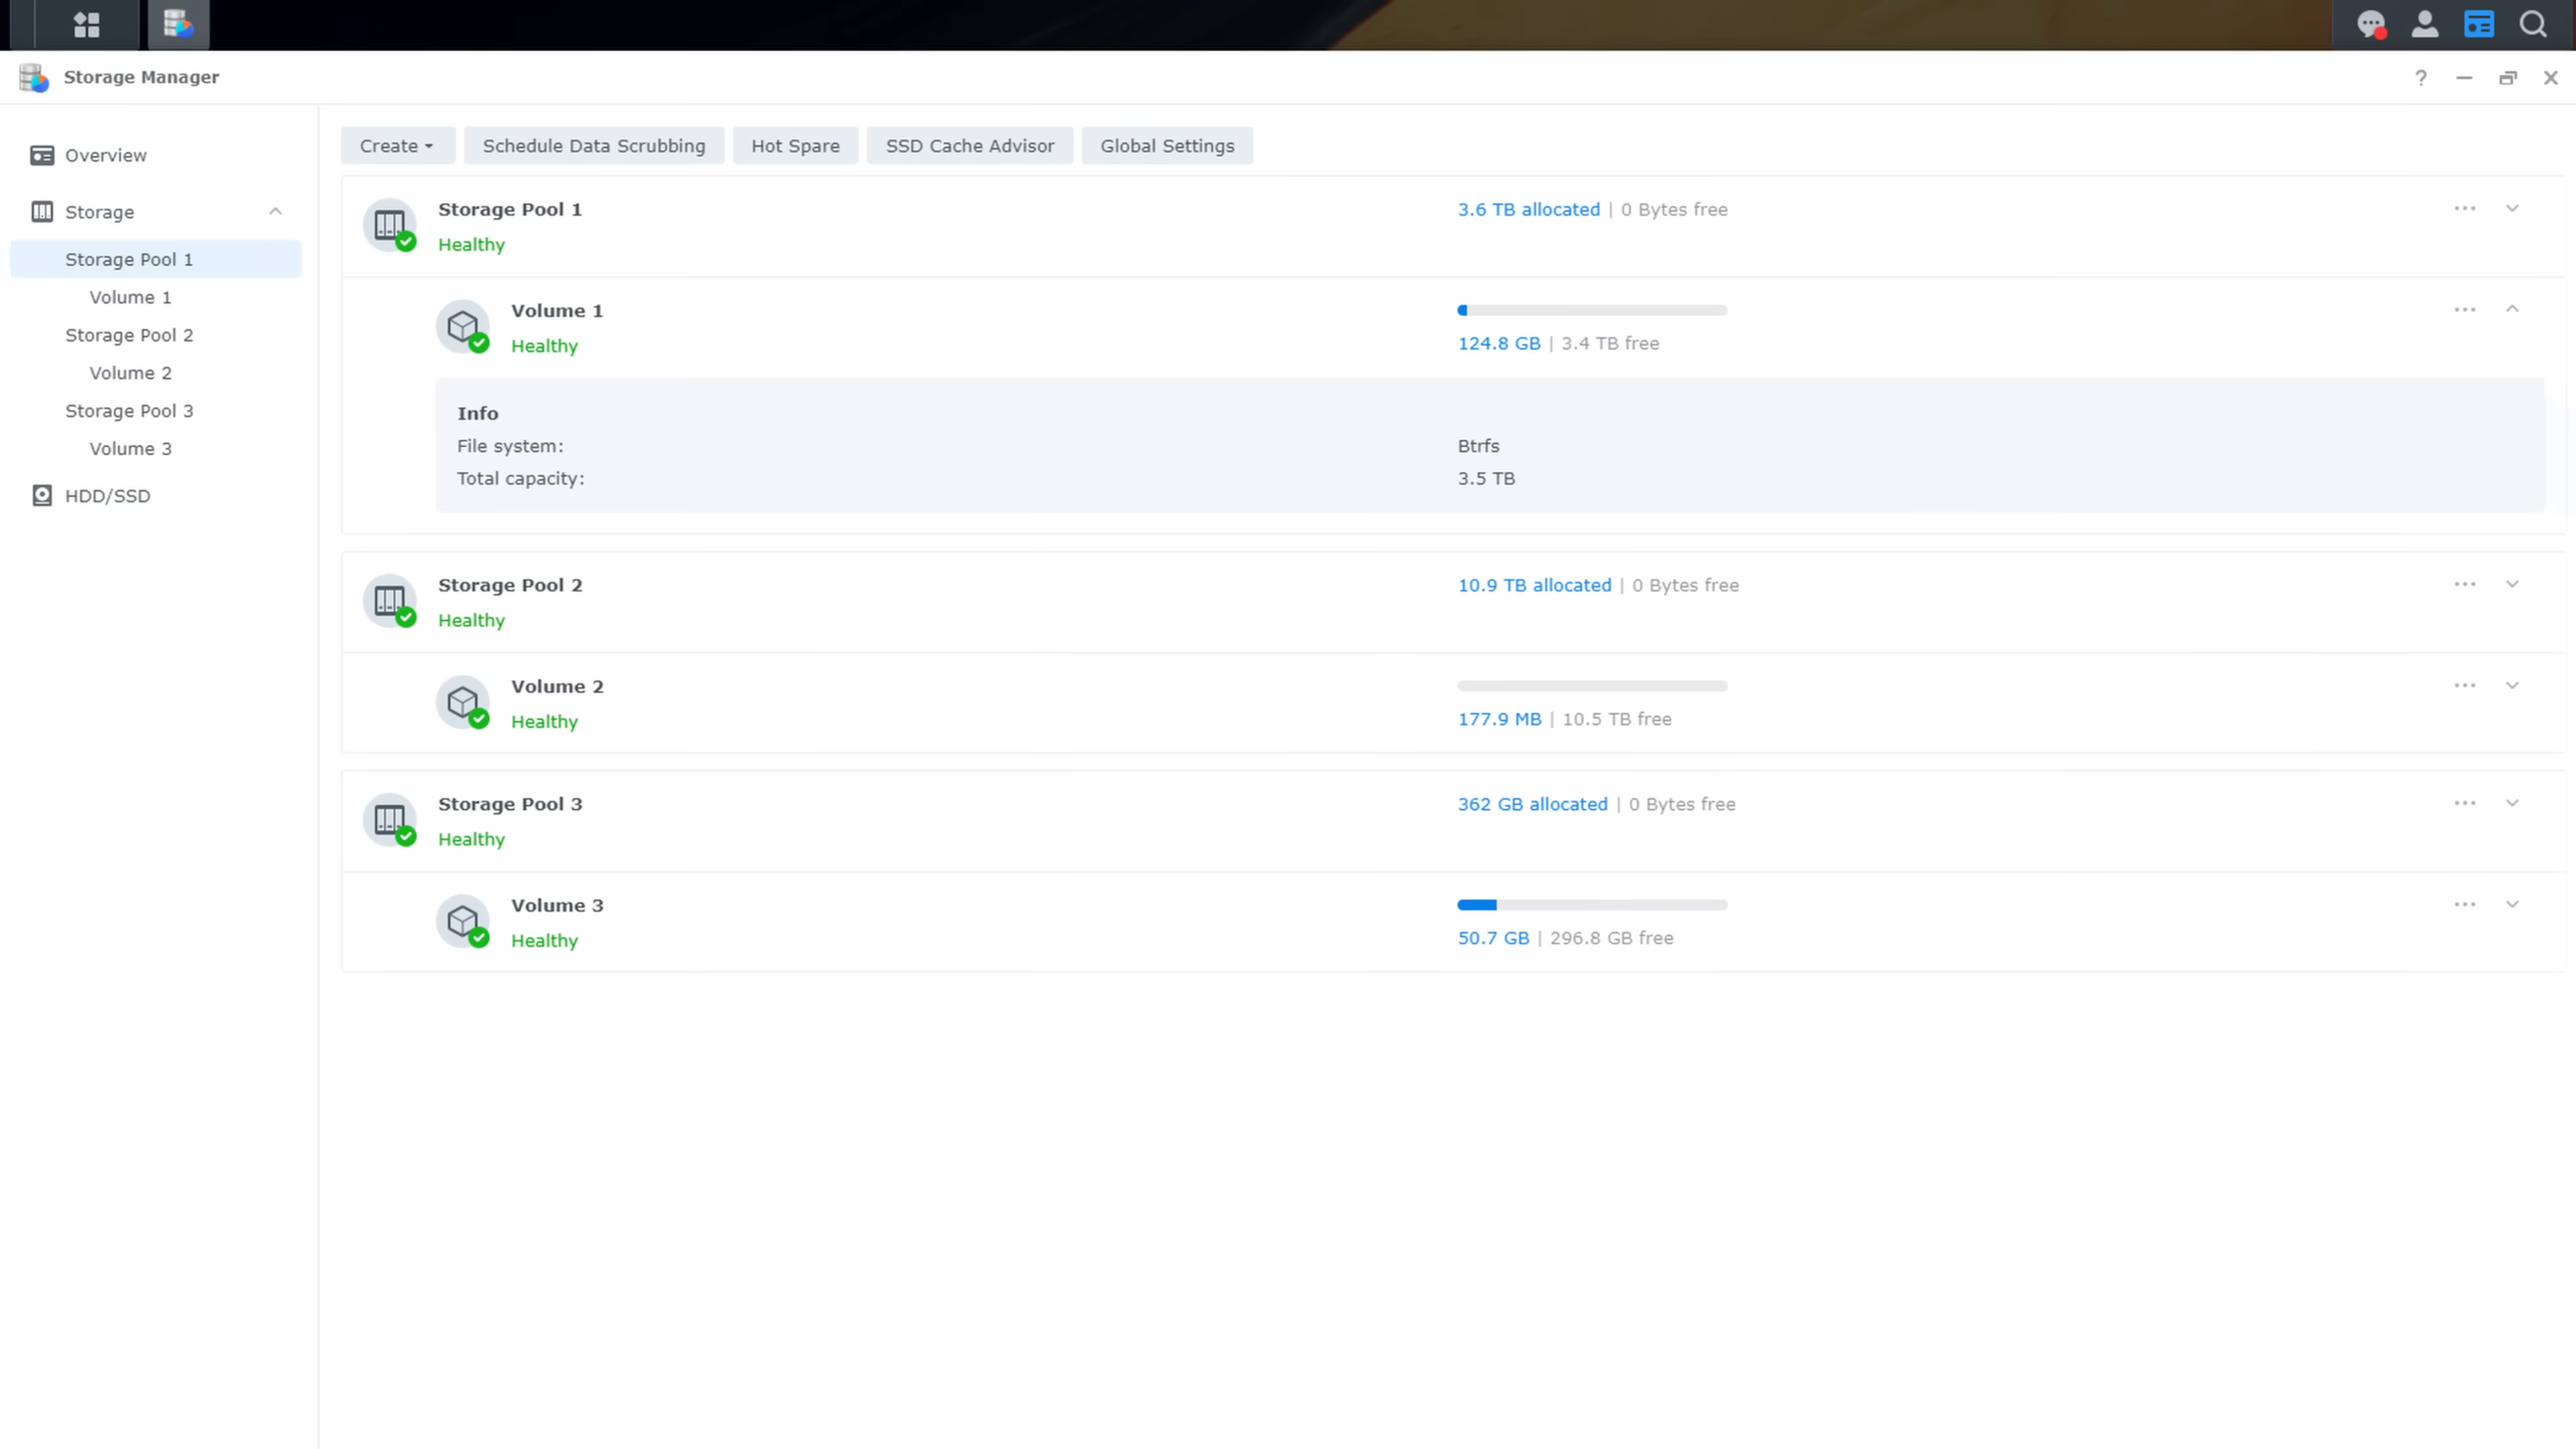 Storage Manager
?
Overview
Storage
Storage Pool 1
Volume 1
Storage Pool 2
Volume 2
Storage Pool 3
Volume 3
HDD/SSD
Create
Schedule Data Scrubbing
Hot Spare
SSD Cache Advisor
Global Settings
Storage Pool 1
Healthy
3.6 TB allocated | 0 Bytes free
Volume 1
Healthy
124.8 GB | 3.4 TB free
Info
File system: Btrfs
Total capacity: 3.5 TB
Storage Pool 2
Healthy
10.9 TB allocated | 0 Bytes free
Volume 2
Healthy
177.9 MB | 10.5 TB free
Storage Pool 3
Healthy
362 GB allocated | 0 Bytes free
Volume 3
Healthy
50.7 GB | 296.8 GB free